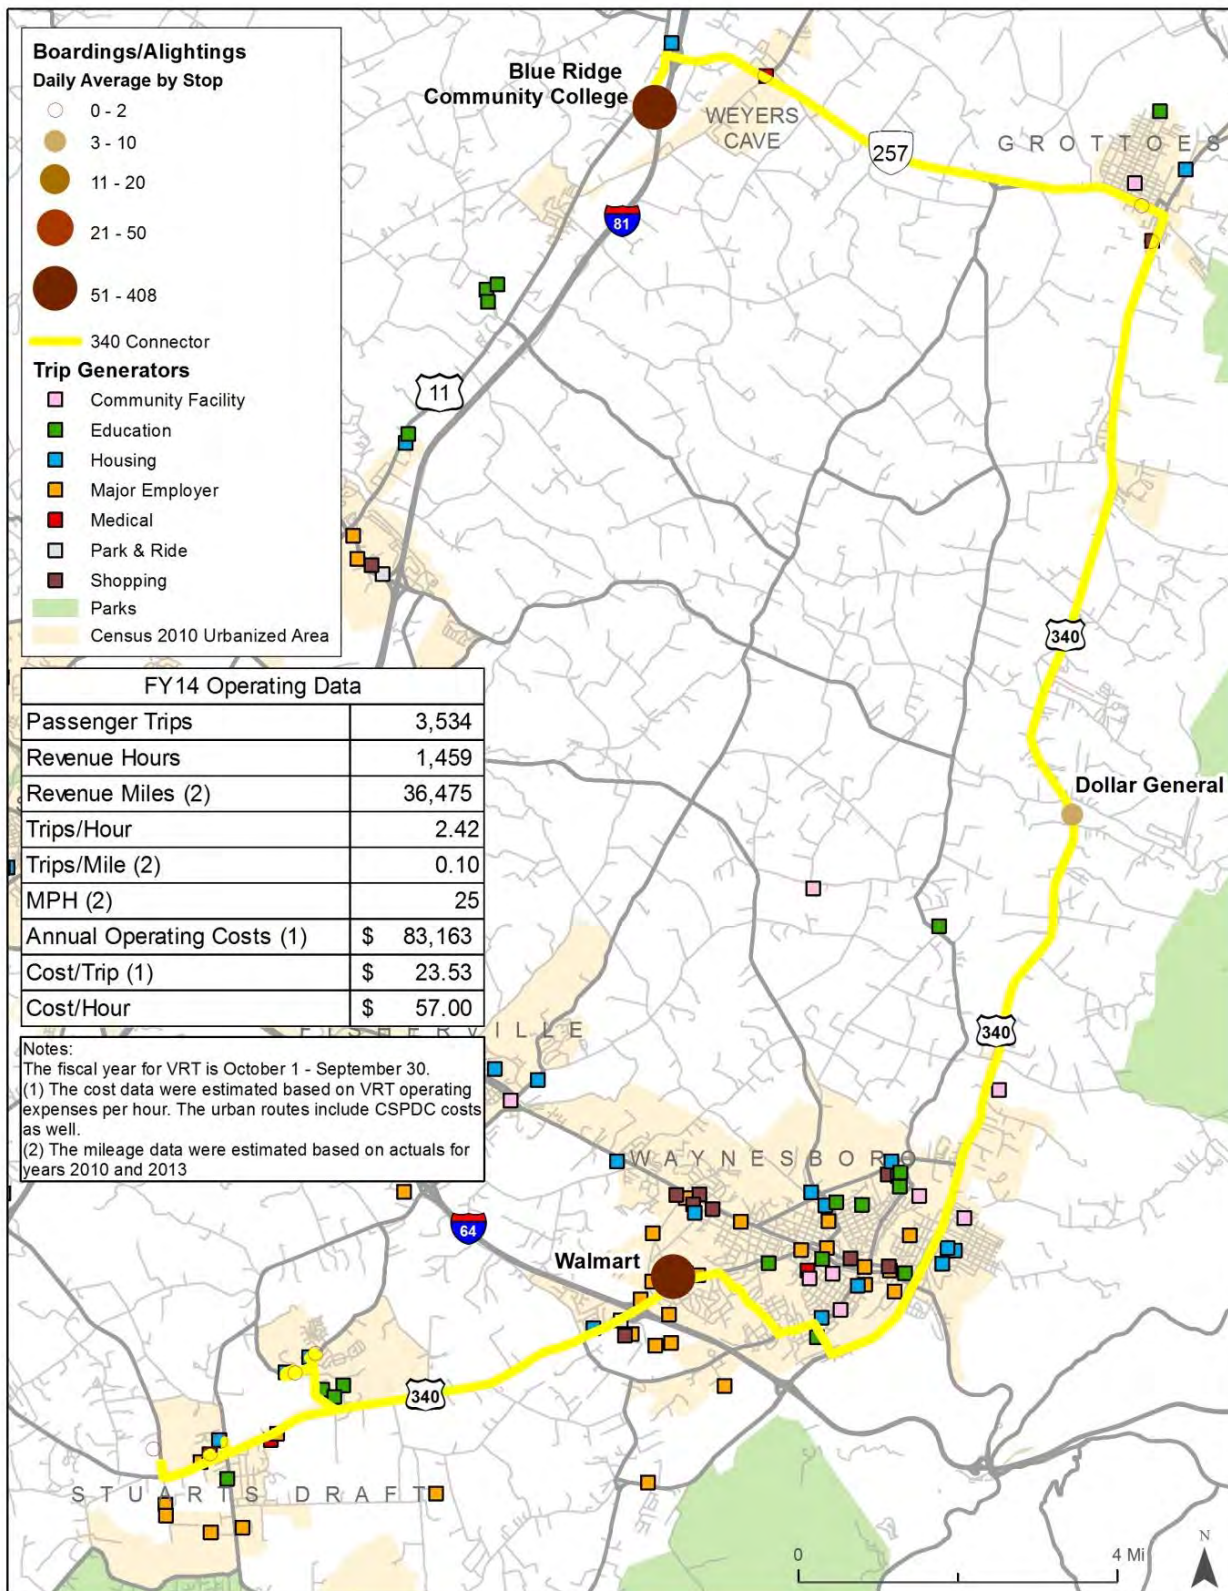 Boardings/Alightings
Daily Average by Stop
0 - 2
3 - 10
11 - 20
21 - 50
51 - 408
340 Connector
Trip Generators
Community Facility
Education
Housing
Major Employer
Medical
Park & Ride
Shopping
Parks
Census 2010 Urbanized Area
Blue Ridge
Community College
WEYERS
CAVE
257
GROTTOES
81
11
340
Dollar General
FY14 Operating Data
Passenger Trips 3,534
Revenue Hours 1,459
Revenue Miles (2) 36,475
Trips/Hour 2.42
Trips/Mile (2) 0.10
MPH (2) 25
Annual Operating Costs (1) $ 83,163
Cost/Trip (1) $ 23.53
Cost/Hour $ 57.00
FISHERVILLE
340
Notes:
The fiscal year for VRT is October 1 - September 30.
(1) The cost data were estimated based on VRT operating
expenses per hour. The urban routes include CSPDC costs
as well.
(2) The mileage data were estimated based on actuals for
years 2010 and 2013
WAYNESBORO
64
Walmart
340
STUARTS DRAFT
0 4 Mi
N